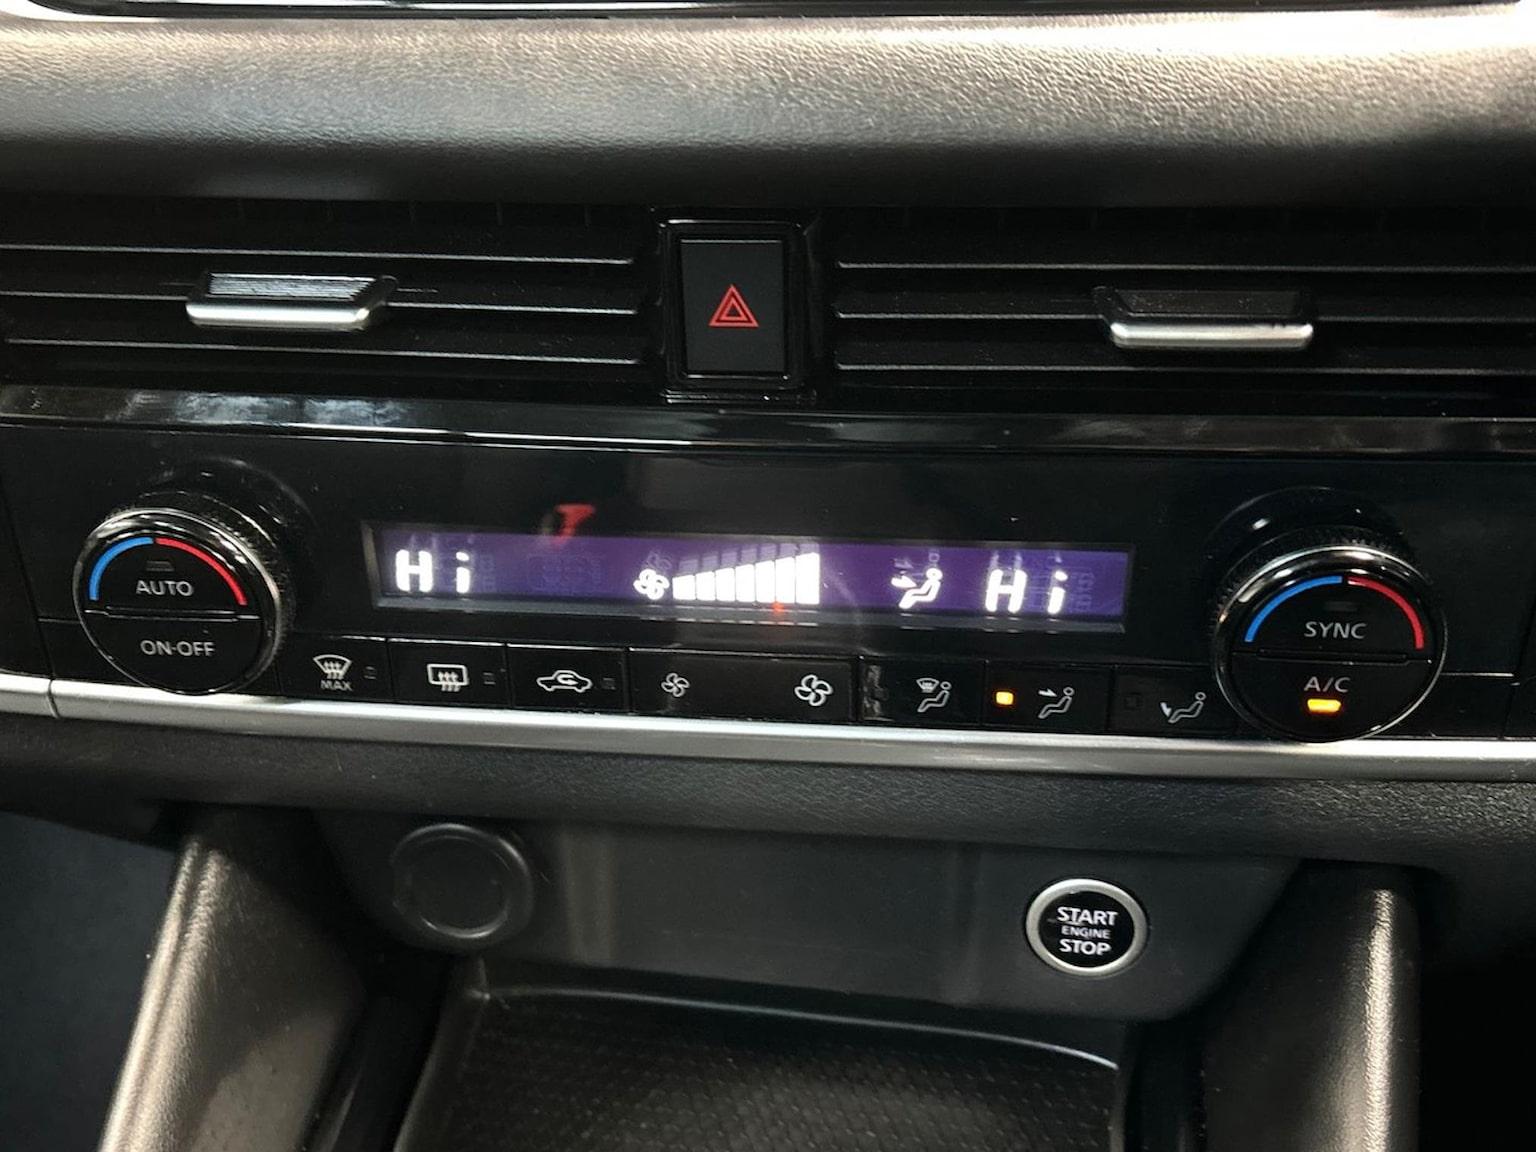 Hi
Hi
AUTO
ON·OFF
MAX
SYNC
A/C
START
ENGINE
STOP